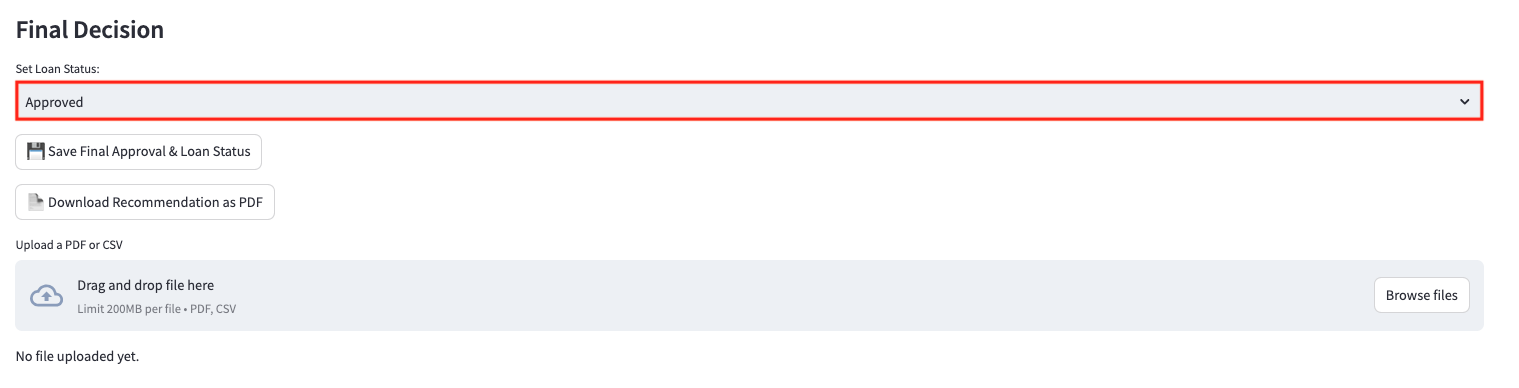 Final Decision
Set Loan Status:
Approved
Save Final Approval & Loan Status
Download Recommendation as PDF
Upload a PDF or CSV
Drag and drop file here
Limit 200MB per file • PDF, CSV
Browse files
No file uploaded yet.